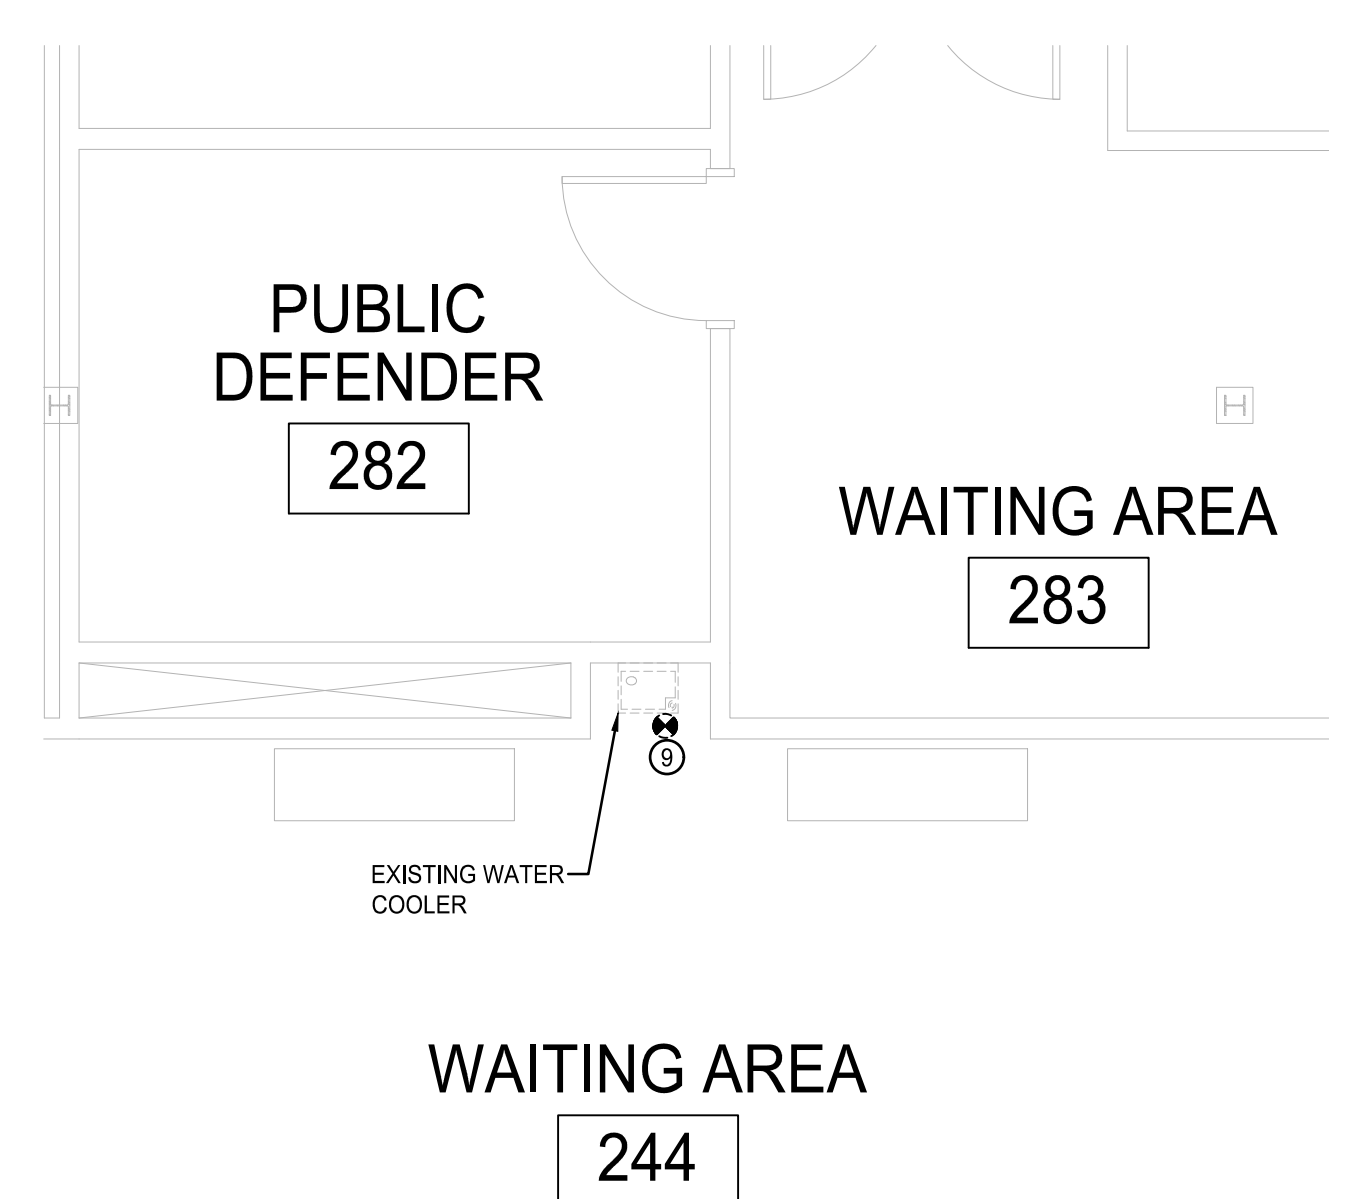 PUBLIC
DEFENDER
282
WAITING AREA
283
9
EXISTING WATER
COOLER
WAITING AREA
244